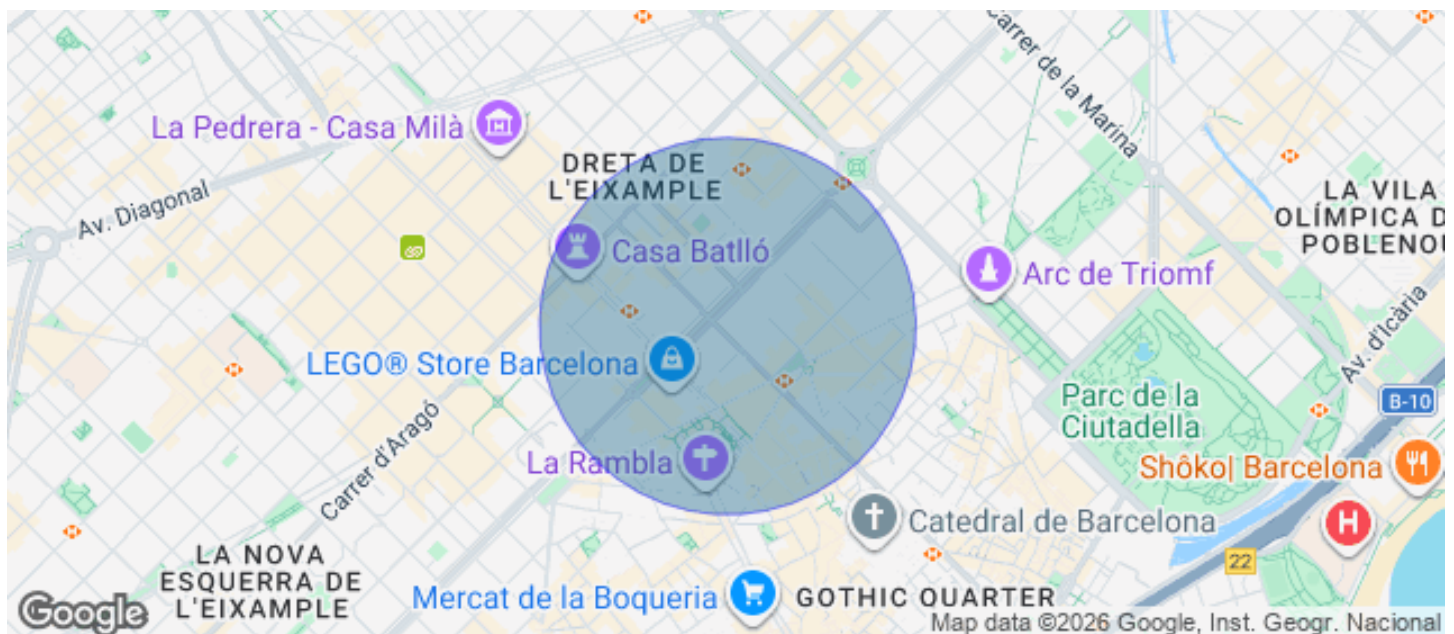 Carrer de la Marina
La Pedrera - Casa Milà
DRETA DE
L'EIXAMPLE
Av. Diagonal
LA VILA
OLÍMPICA D
POBLENOU
Casa Batlló
Arc de Triomf
LEGO® Store Barcelona
Av. d'Icària
Parc de la
Ciutadella
B-10
Carrer d'Aragó
La Rambla
Shôko| Barcelona
H
Catedral de Barcelona
22
LA NOVA
ESQUERRA DE
L'EIXAMPLE
Mercat de la Boqueria
GOTHIC QUARTER
Google
Map data ©2026 Google, Inst. Geogr. Nacional